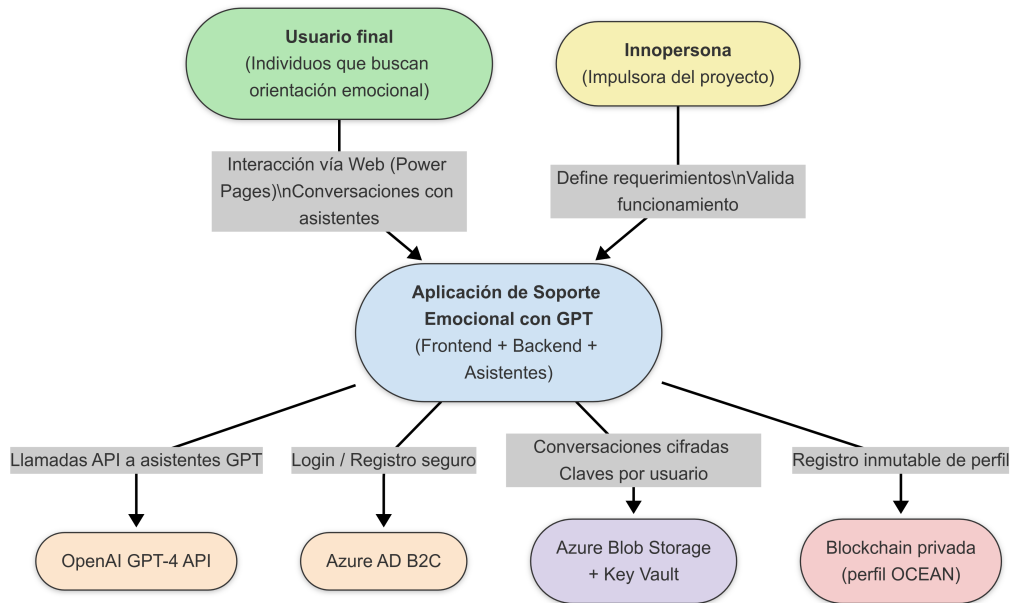 Usuario final
(Individuos que buscan
orientación emocional)
Innopersona
(Impulsora del proyecto)
Interacción vía Web (Power
Pages)\nConversaciones con
asistentes
Define requerimientos\nValida
funcionamiento
Aplicación de Soporte
Emocional con GPT
(Frontend + Backend +
Asistentes)
Llamadas API a asistentes GPT
Login / Registro seguro
Conversaciones cifradas
Claves por usuario
Registro inmutable de perfil
OpenAI GPT-4 API
Azure AD B2C
Azure Blob Storage
+ Key Vault
Blockchain privada
(perfil OCEAN)